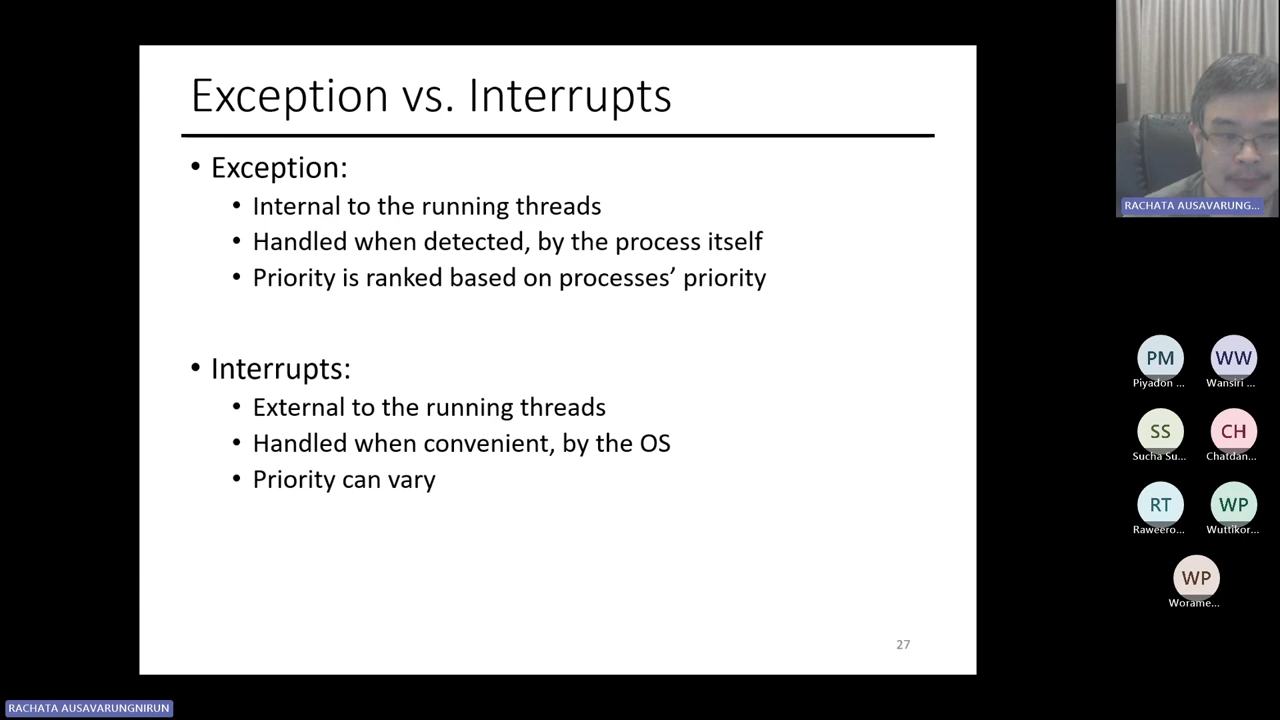 Exception vs. Interrupts
• Exception:
• Internal to the running threads
• Handled when detected, by the process itself
• Priority is ranked based on processes’ priority
• Interrupts:
• External to the running threads
• Handled when convenient, by the OS
• Priority can vary
27
RACHATA AUSAVARUNG...
PM
Piyadon ...
WW
Wansiri ...
SS
Sucha Su...
CH
Chatdan...
RT
Raweero...
WP
Wuttikor...
WP
Worame...
RACHATA AUSAVARUNGNIRUN